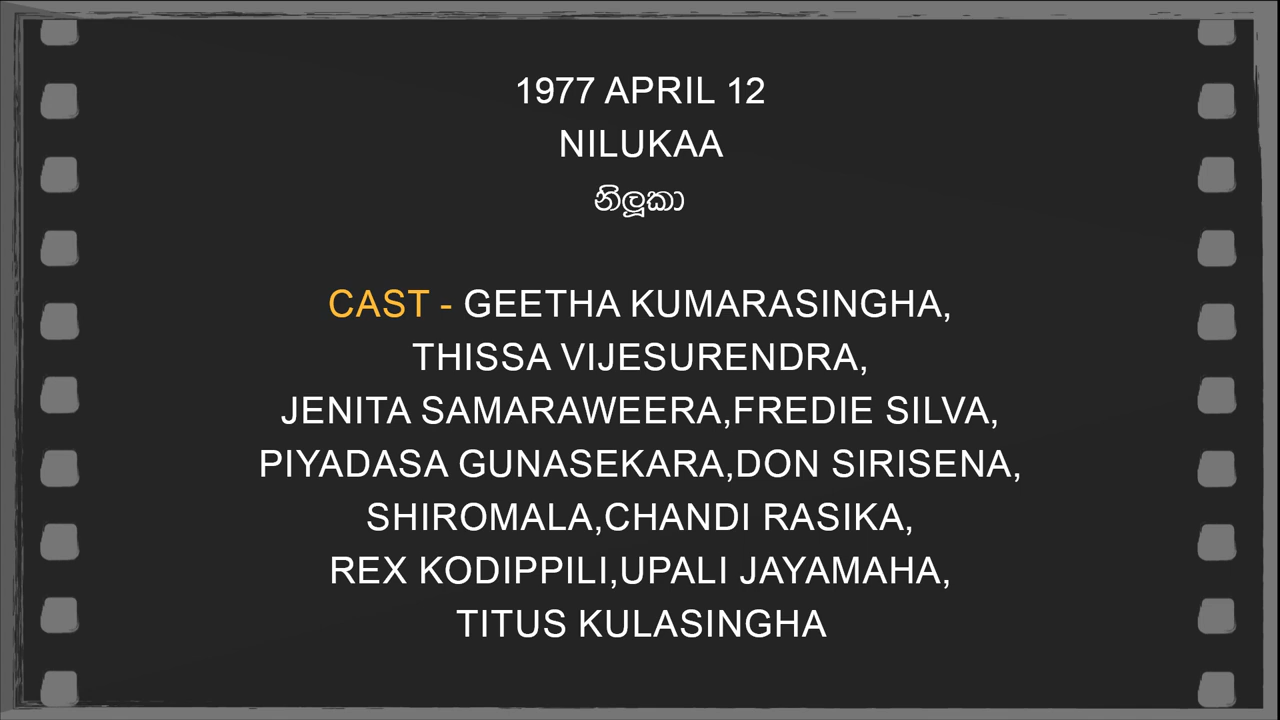 1977 APRIL 12
NILUKAA
නිලූකා
CAST - GEETHA KUMARASINGHA,
THISSA VIJESURENDRA,
JENITA SAMARAWEERA,FREDIE SILVA,
PIYADASA GUNASEKARA,DON SIRISENA,
SHIROMALA,CHANDI RASIKA,
REX KODIPPILI,UPALI JAYAMAHA,
TITUS KULASINGHA